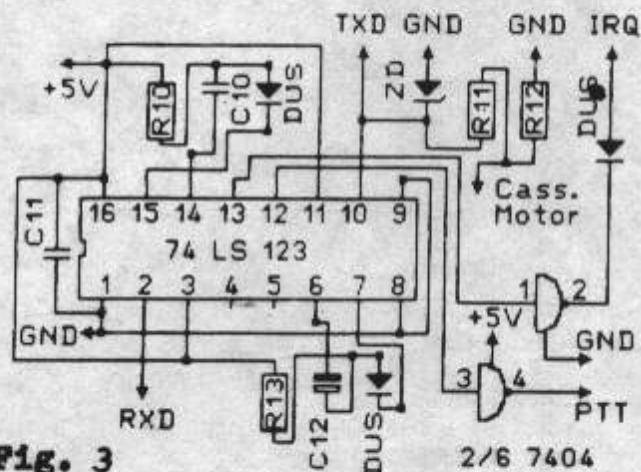 TXD GND GND IRQ
+5V
R10
C10
DUS
ZD
R11
R12
DUS
Cass.
Motor
C11
16 15 14 13 12 11 10 9
74 LS 123
1 2 3 4 5 6 7 8
1 2
+5V
GND
GND
3 4
R13
RXD
C12
DUS
PTT
Fig. 3
2/6 7404